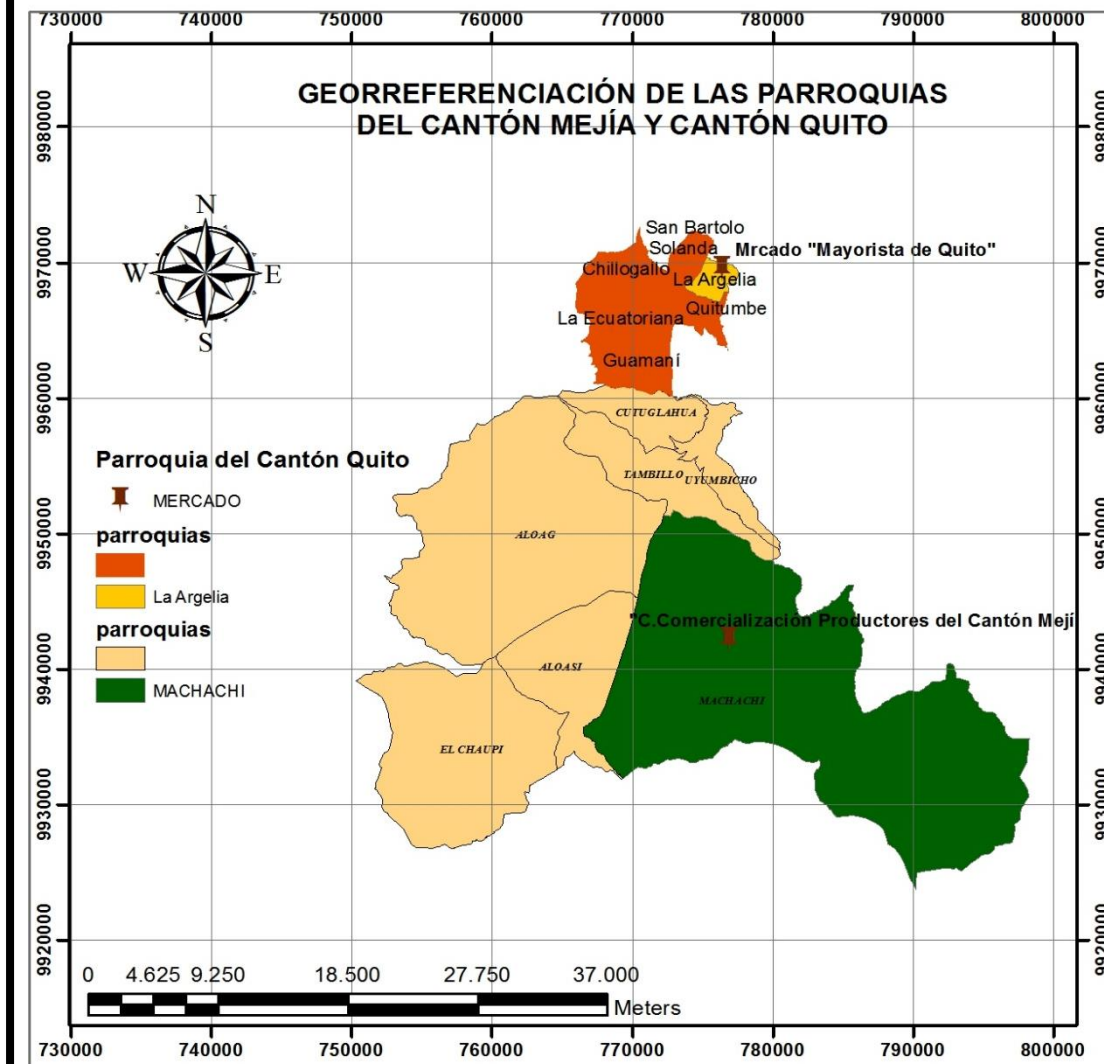 730000 740000 750000 760000 770000 780000 790000 800000
GEORREFERENCIACIÓN DE LAS PARROQUIAS
DEL CANTÓN MEJÍA Y CANTÓN QUITO
9980000 9980000
N
W E
S
San Bartolo
Solanda Mrcado "Mayorista de Quito"
Chillogallo
9970000 9970000
La Argelia
Quitumbe
La Ecuatoriana
Guamaní
9960000 9960000
CUTUGLAHUA
Parroquia del Cantón Quito
TAMBILLO UYUMBICHO
MERCADO
9950000 9950000
parroquias
ALOAG
La Argelia
parroquias
"C.Comercialización Productores del Cantón Mejí
9940000 9940000
ALOASI
MACHACHI
MACHACHI
EL CHAUPI
9930000 9930000
9920000 9920000
0 4.625 9.250 18.500 27.750 37.000
Meters
730000 740000 750000 760000 770000 780000 790000 800000